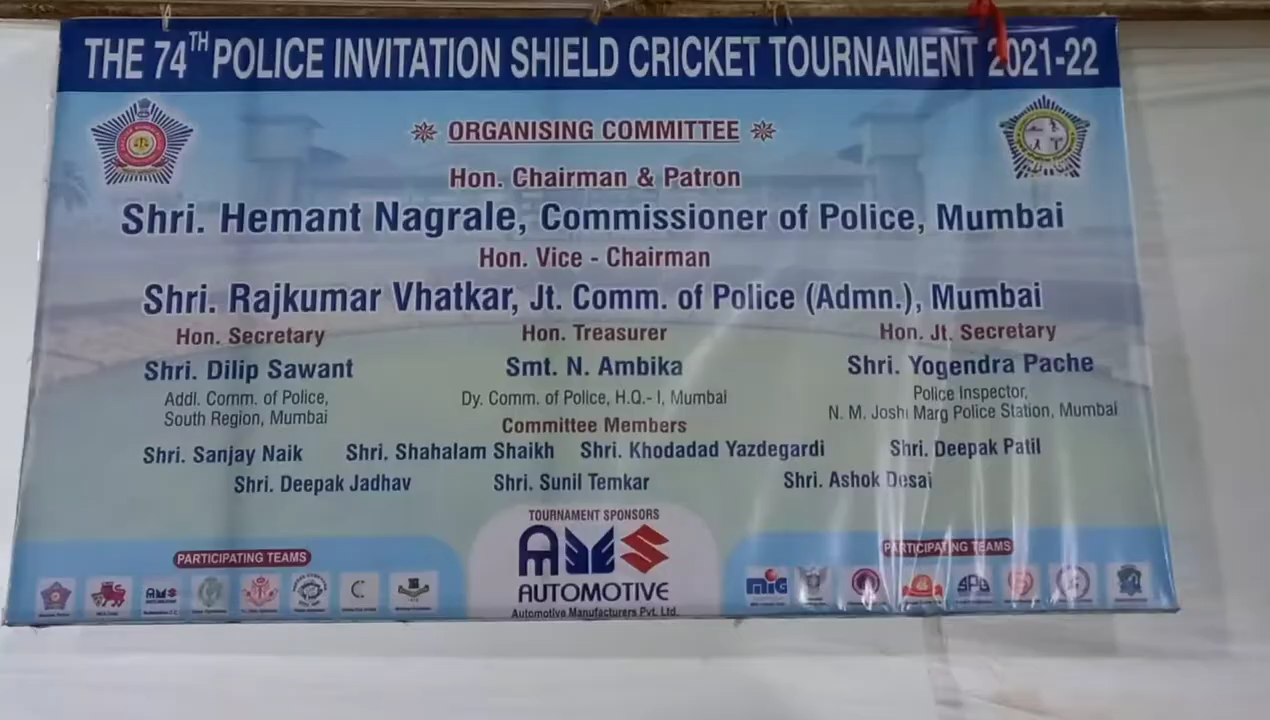 THE 74TH POLICE INVITATION SHIELD CRICKET TOURNAMENT 2021-22
ORGANISING COMMITTEE
Hon. Chairman & Patron
Shri. Hemant Nagrale, Commissioner of Police, Mumbai
Hon. Vice - Chairman
Shri. Rajkumar Vhatkar, Jt. Comm. of Police (Admn.), Mumbai
Hon. Secretary Hon. Treasurer Hon. Jt. Secretary
Shri. Dilip Sawant Smt. N. Ambika Shri. Yogendra Pache
Addl. Comm. of Police, Dy. Comm. of Police, H.Q.- I, Mumbai Police Inspector,
South Region, Mumbai N. M. Joshi Marg Police Station, Mumbai
Committee Members
Shri. Sanjay Naik Shri. Shahalam Shaikh Shri. Khodadad Yazdegardi Shri. Deepak Patil
Shri. Deepak Jadhav Shri. Sunil Temkar Shri. Ashok Desai
TOURNAMENT SPONSORS
PARTICIPATING TEAMS PARTICIPATING TEAMS
AUTOMOTIVE
Automotive Manufacturers Pvt. Ltd.
MIG